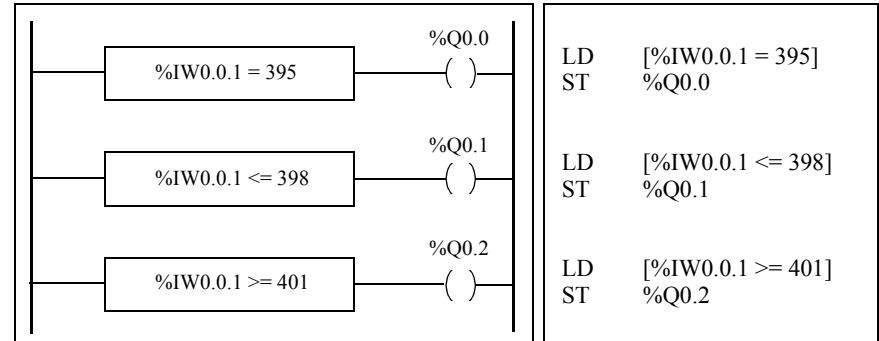 %Q0.0
%IW0.0.1 = 395
%Q0.1
%IW0.0.1 <= 398
%Q0.2
%IW0.0.1 >= 401
LD [%IW0.0.1 = 395]
ST %Q0.0
LD [%IW0.0.1 <= 398]
ST %Q0.1
LD [%IW0.0.1 >= 401]
ST %Q0.2